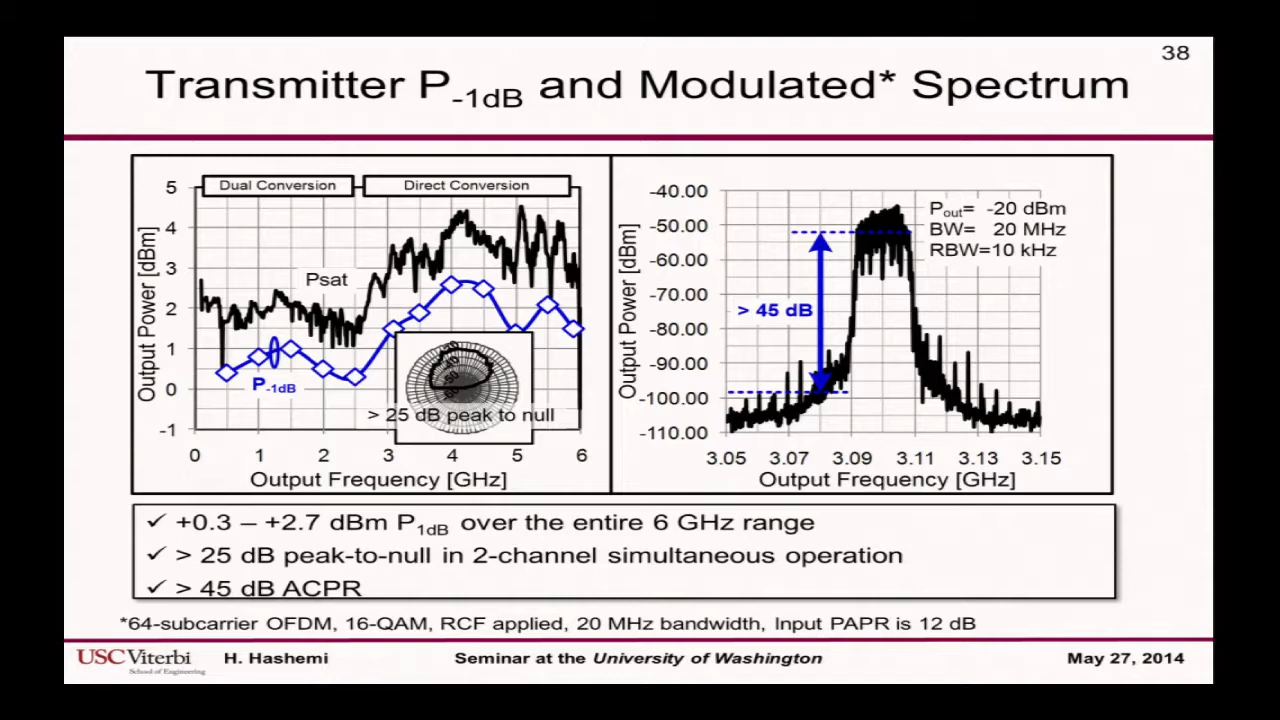 38
Transmitter P-1dB and Modulated* Spectrum
Dual Conversion
Direct Conversion
5
4
3
2
1
0
-1
Output Power [dBm]
Psat
P-1dB
> 25 dB peak to null
0 1 2 3 4 5 6
Output Frequency [GHz]
-40.00
-50.00
-60.00
-70.00
-80.00
-90.00
-100.00
-110.00
Output Power [dBm]
Pout= -20 dBm
BW= 20 MHz
RBW=10 kHz
> 45 dB
3.05 3.07 3.09 3.11 3.13 3.15
Output Frequency [GHz]
✓ +0.3 – +2.7 dBm P1dB over the entire 6 GHz range
✓ > 25 dB peak-to-null in 2-channel simultaneous operation
✓ > 45 dB ACPR
*64-subcarrier OFDM, 16-QAM, RCF applied, 20 MHz bandwidth, Input PAPR is 12 dB
USC Viterbi
School of Engineering
H. Hashemi
Seminar at the University of Washington
May 27, 2014